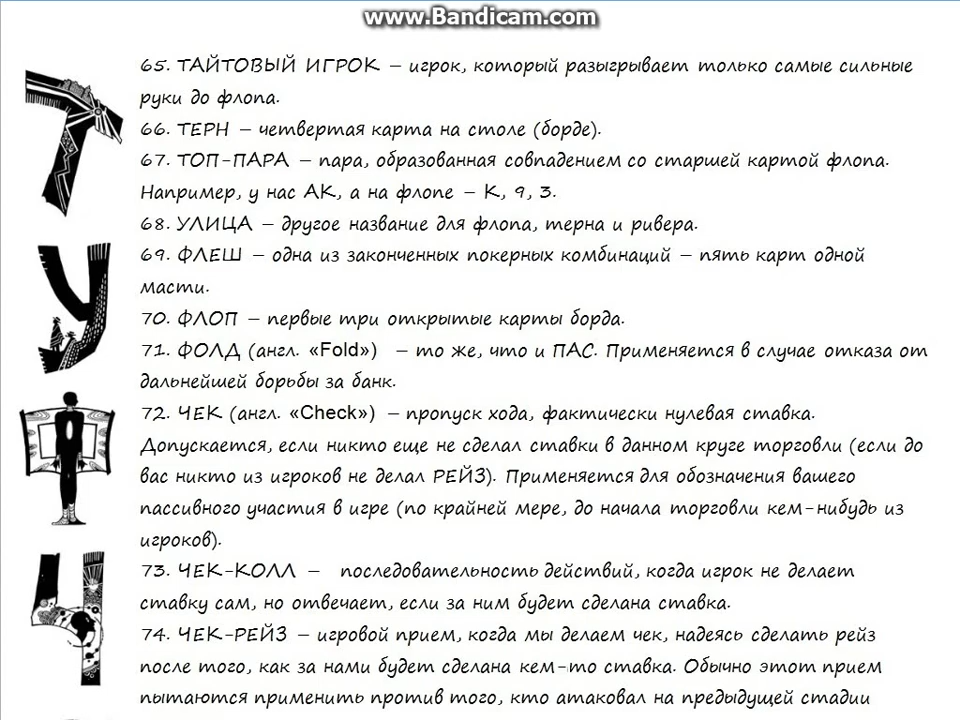 www.Bandicam.com
65. ТАЙТОВЫЙ ИГРОК – игрок, который разыгрывает только самые сильные
руки до флопа.
66. ТЕРН – четвертая карта на столе (борде).
67. ТОП-ПАРА – пара, образованная совпадением со старшей картой флопа.
Например, у нас АК, а на флопе – К, 9, 3.
68. УЛИЦА – другое название для флопа, терна и ривера.
69. ФЛЕШ – одна из законченных покерных комбинаций – пять карт одной
масти.
70. ФЛОП – первые три открытые карты борда.
71. ФОЛД (англ. «Fold») – то же, что и ПАС. Применяется в случае отказа от
дальнейшей борьбы за банк.
72. ЧЕК (англ. «Check») – пропуск хода, фактически нулевая ставка.
Допускается, если никто еще не сделал ставки в данном круге торговли (если до
вас никто из игроков не делал РЕЙЗ). Применяется для обозначения вашего
пассивного участия в игре (по крайней мере, до начала торговли кем-нибудь из
игроков).
73. ЧЕК-КОЛЛ – последовательность действий, когда игрок не делает
ставку сам, но отвечает, если за ним будет сделана ставка.
74. ЧЕК-РЕЙЗ – игровой прием, когда мы делаем чек, надеясь сделать рейз
после того, как за нами будет сделана кем-то ставка. Обычно этот прием
пытаются применить против того, кто атаковал на предыдущей стадии
Т
У
Ф
Ч